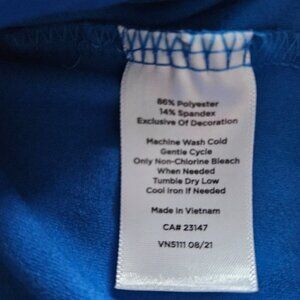 86% Polyester
14% Spandex
Exclusive Of Decoration
Machine Wash Cold
Gentle Cycle
Only Non-Chlorine Bleach
When Needed
Tumble Dry Low
Cool Iron If Needed
Made in Vietnam
CA# 23147
VN5111 08/21